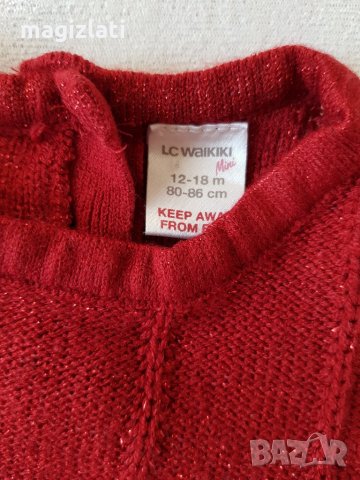 magizlati
LC WAIKIKI
Mini
12-18 m
80-86 cm
KEEP AWA
FROM F
BAZAR